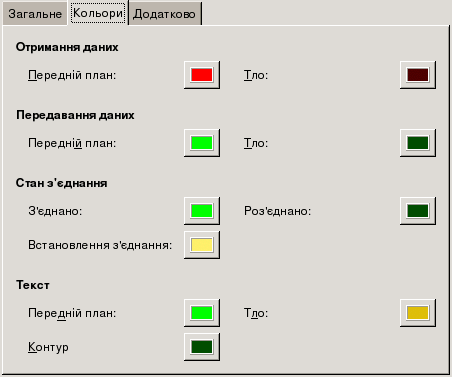 Загальне Кольори Додатково
Отримання даних
Передній план: Тло:
Передавання даних
Передній план: Тло:
Стан з'єднання
З'єднано: Роз'єднано:
Встановлення з'єднання:
Текст
Передній план: Тло:
Контур